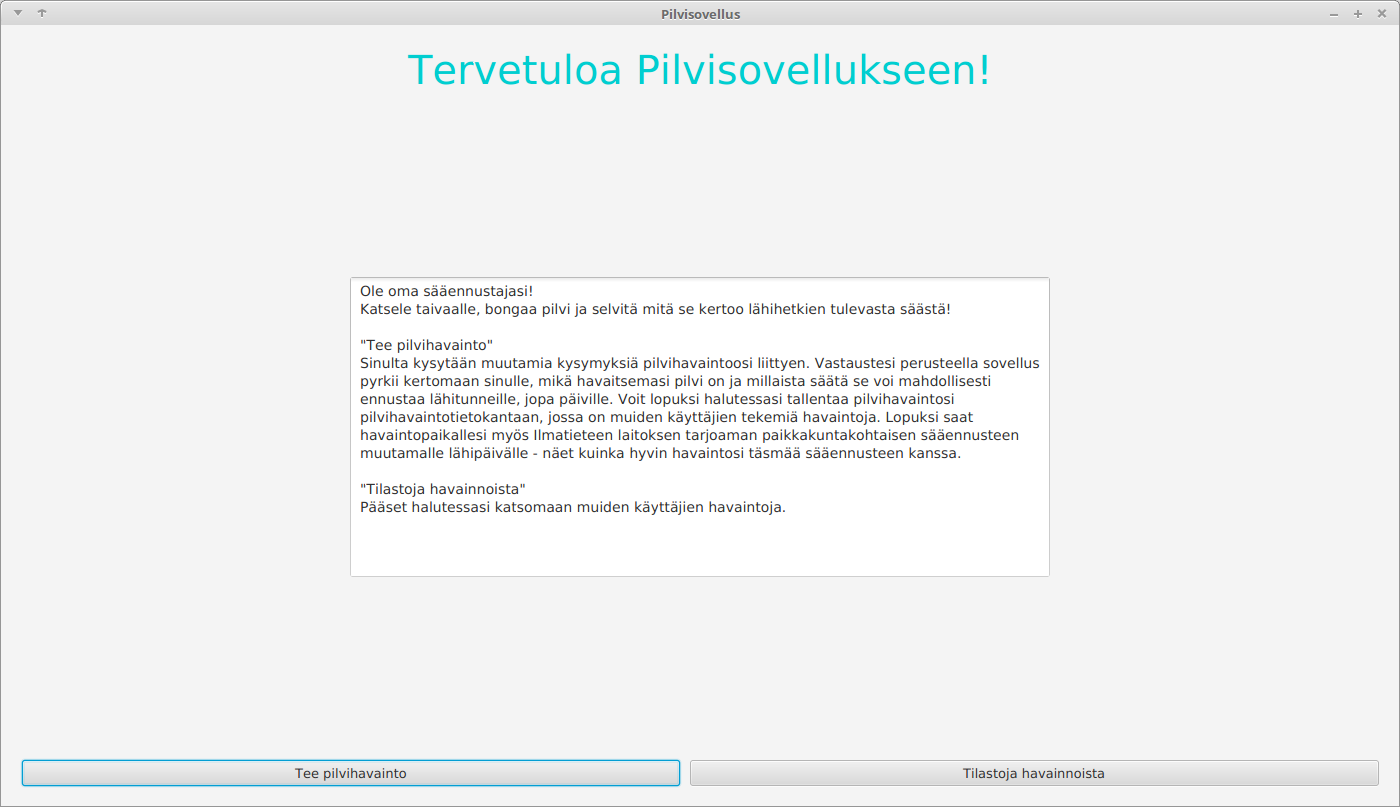 Pilvisovellus
Tervetuloa Pilvisovellukseen!
Ole oma sääennustajasi!
Katsele taivaalle, bongaa pilvi ja selvitä mitä se kertoo lähihetkien tulevasta säästä!
"Tee pilvihavainto"
Sinulta kysytään muutamia kysymyksiä pilvihavaintoosi liittyen. Vastaustesi perusteella sovellus
pyrkii kertomaan sinulle, mikä havaitsemasi pilvi on ja millaista säätä se voi mahdollisesti
ennustaa lähitunneille, jopa päiville. Voit lopuksi halutessasi tallentaa pilvihavaintosi
pilvihavaintotietokantaan, jossa on muiden käyttäjien tekemiä havaintoja. Lopuksi saat
havaintopaikallesi myös Ilmatieteen laitoksen tarjoaman paikkakuntakohtaisen sääennusteen
muutamalle lähipäivälle - näet kuinka hyvin havaintosi täsmää sääennusteen kanssa.
"Tilastoja havainnoista"
Pääset halutessasi katsomaan muiden käyttäjien havaintoja.
Tee pilvihavainto
Tilastoja havainnoista